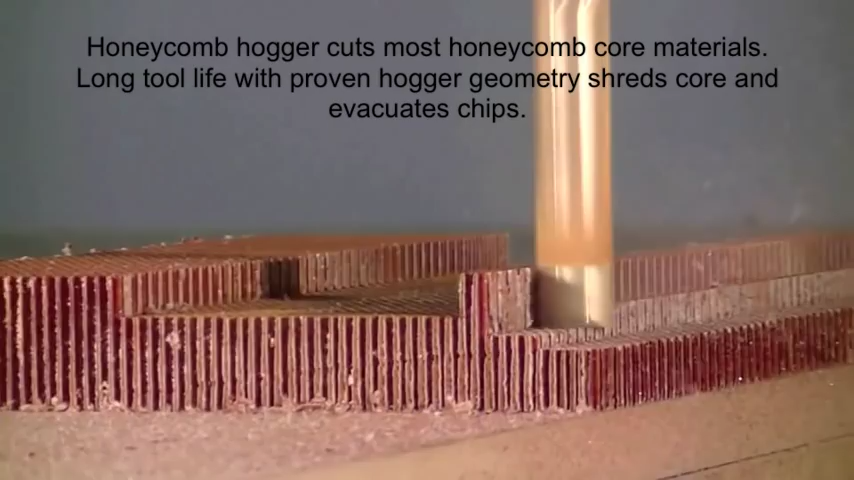 Honeycomb hogger cuts most honeycomb core materials.
Long tool life with proven hogger geometry shreds core and
evacuates chips.